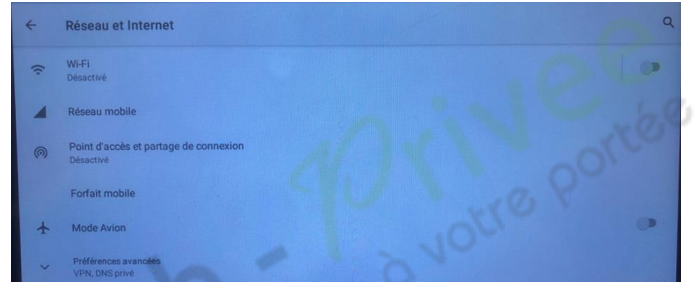 Réseau et Internet
Wi-Fi
Désactivé
Réseau mobile
Point d'accès et partage de connexion
Désactivé
Forfait mobile
Mode Avion
Préférences avancées
VPN, DNS privé
Privée
à votre portée